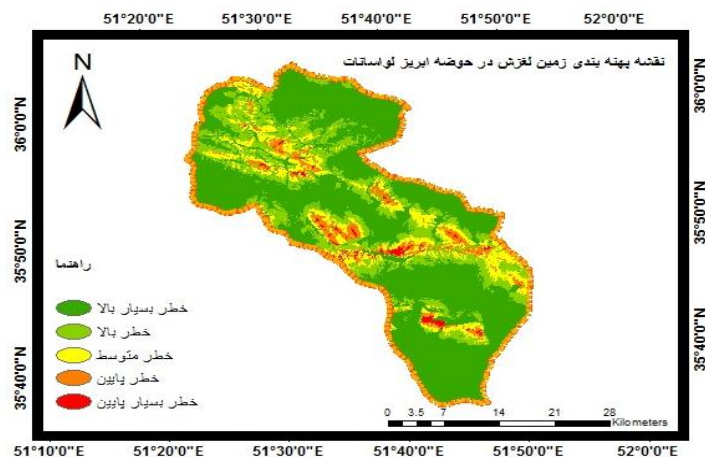 51°20'0"E 51°30'0"E 51°40'0"E 51°50'0"E 52°0'0"E
نقشه پهنه بندی زمین لغزش در حوضه ابریز لواسانات
N
36°0'0"N
36°0'0"N
35°50'0"N
35°50'0"N
35°40'0"N
35°40'0"N
راهنما
خطر بسیار بالا
خطر بالا
خطر متوسط
خطر پایین
خطر بسیار پایین
0 3.5 7 14 21 28
Kilometers
51°10'0"E 51°20'0"E 51°30'0"E 51°40'0"E 51°50'0"E 52°0'0"E